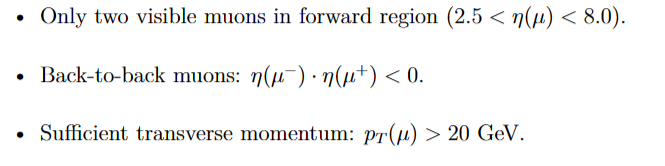 • Only two visible muons in forward region (2.5 < η(μ) < 8.0).
• Back-to-back muons: η(μ⁻) · η(μ⁺) < 0.
• Sufficient transverse momentum: p_T(μ) > 20 GeV.